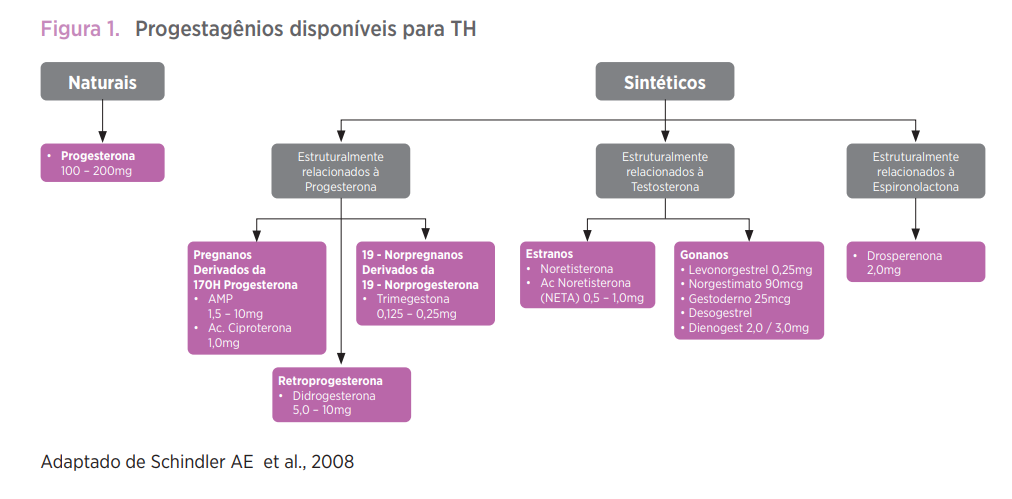 Figura 1. Progestagênios disponíveis para TH
Naturais
• Progesterona
100 – 200mg
Sintéticos
Estruturalmente
relacionados à
Progesterona
Pregnanos
Derivados da
170H Progesterona
• AMP
1,5 – 10mg
• Ac. Ciproterona
1,0mg
19 - Norpregnanos
Derivados da
19 - Norprogesterona
• Trimegestona
0,125 – 0,25mg
Retroprogesterona
• Didrogesterona
5,0 – 10mg
Estruturalmente
relacionados à
Testosterona
Estranos
• Noretisterona
• Ac Noretisterona
(NETA) 0,5 – 1,0mg
Gonanos
• Levonorgestrel 0,25mg
• Norgestimato 90mcg
• Gestoderno 25mcg
• Desogestrel
• Dienogest 2,0 / 3,0mg
Estruturalmente
relacionados à
Espironolactona
• Drosperenona
2,0mg
Adaptado de Schindler AE et al., 2008